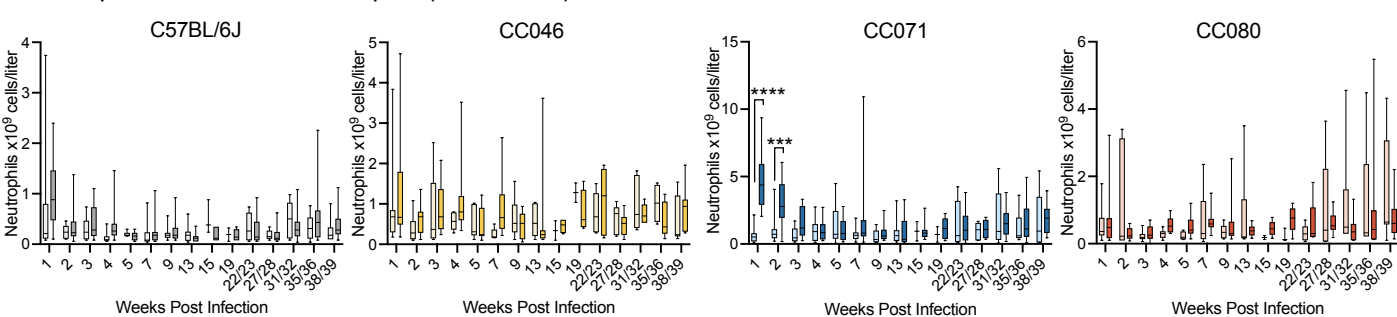 C57BL/6J
Neutrophils x10⁹ cells/liter
4
3
2
1
0
1 2 3 4 5 7 9 13 15 19 22/23 27/28 31/32 35/36 38/39
Weeks Post Infection
CC046
Neutrophils x10⁹ cells/liter
5
4
3
2
1
0
1 2 3 4 5 7 9 13 15 19 22/23 27/28 31/32 35/36 38/39
Weeks Post Infection
CC071
Neutrophils x10⁹ cells/liter
15
10
5
0
****
***
1 2 3 4 5 7 9 13 15 19 22/23 27/28 31/32 35/36 38/39
Weeks Post Infection
CC080
Neutrophils x10⁹ cells/liter
6
4
2
0
1 2 3 4 5 7 9 13 15 19 22/23 27/28 31/32 35/36 38/39
Weeks Post Infection